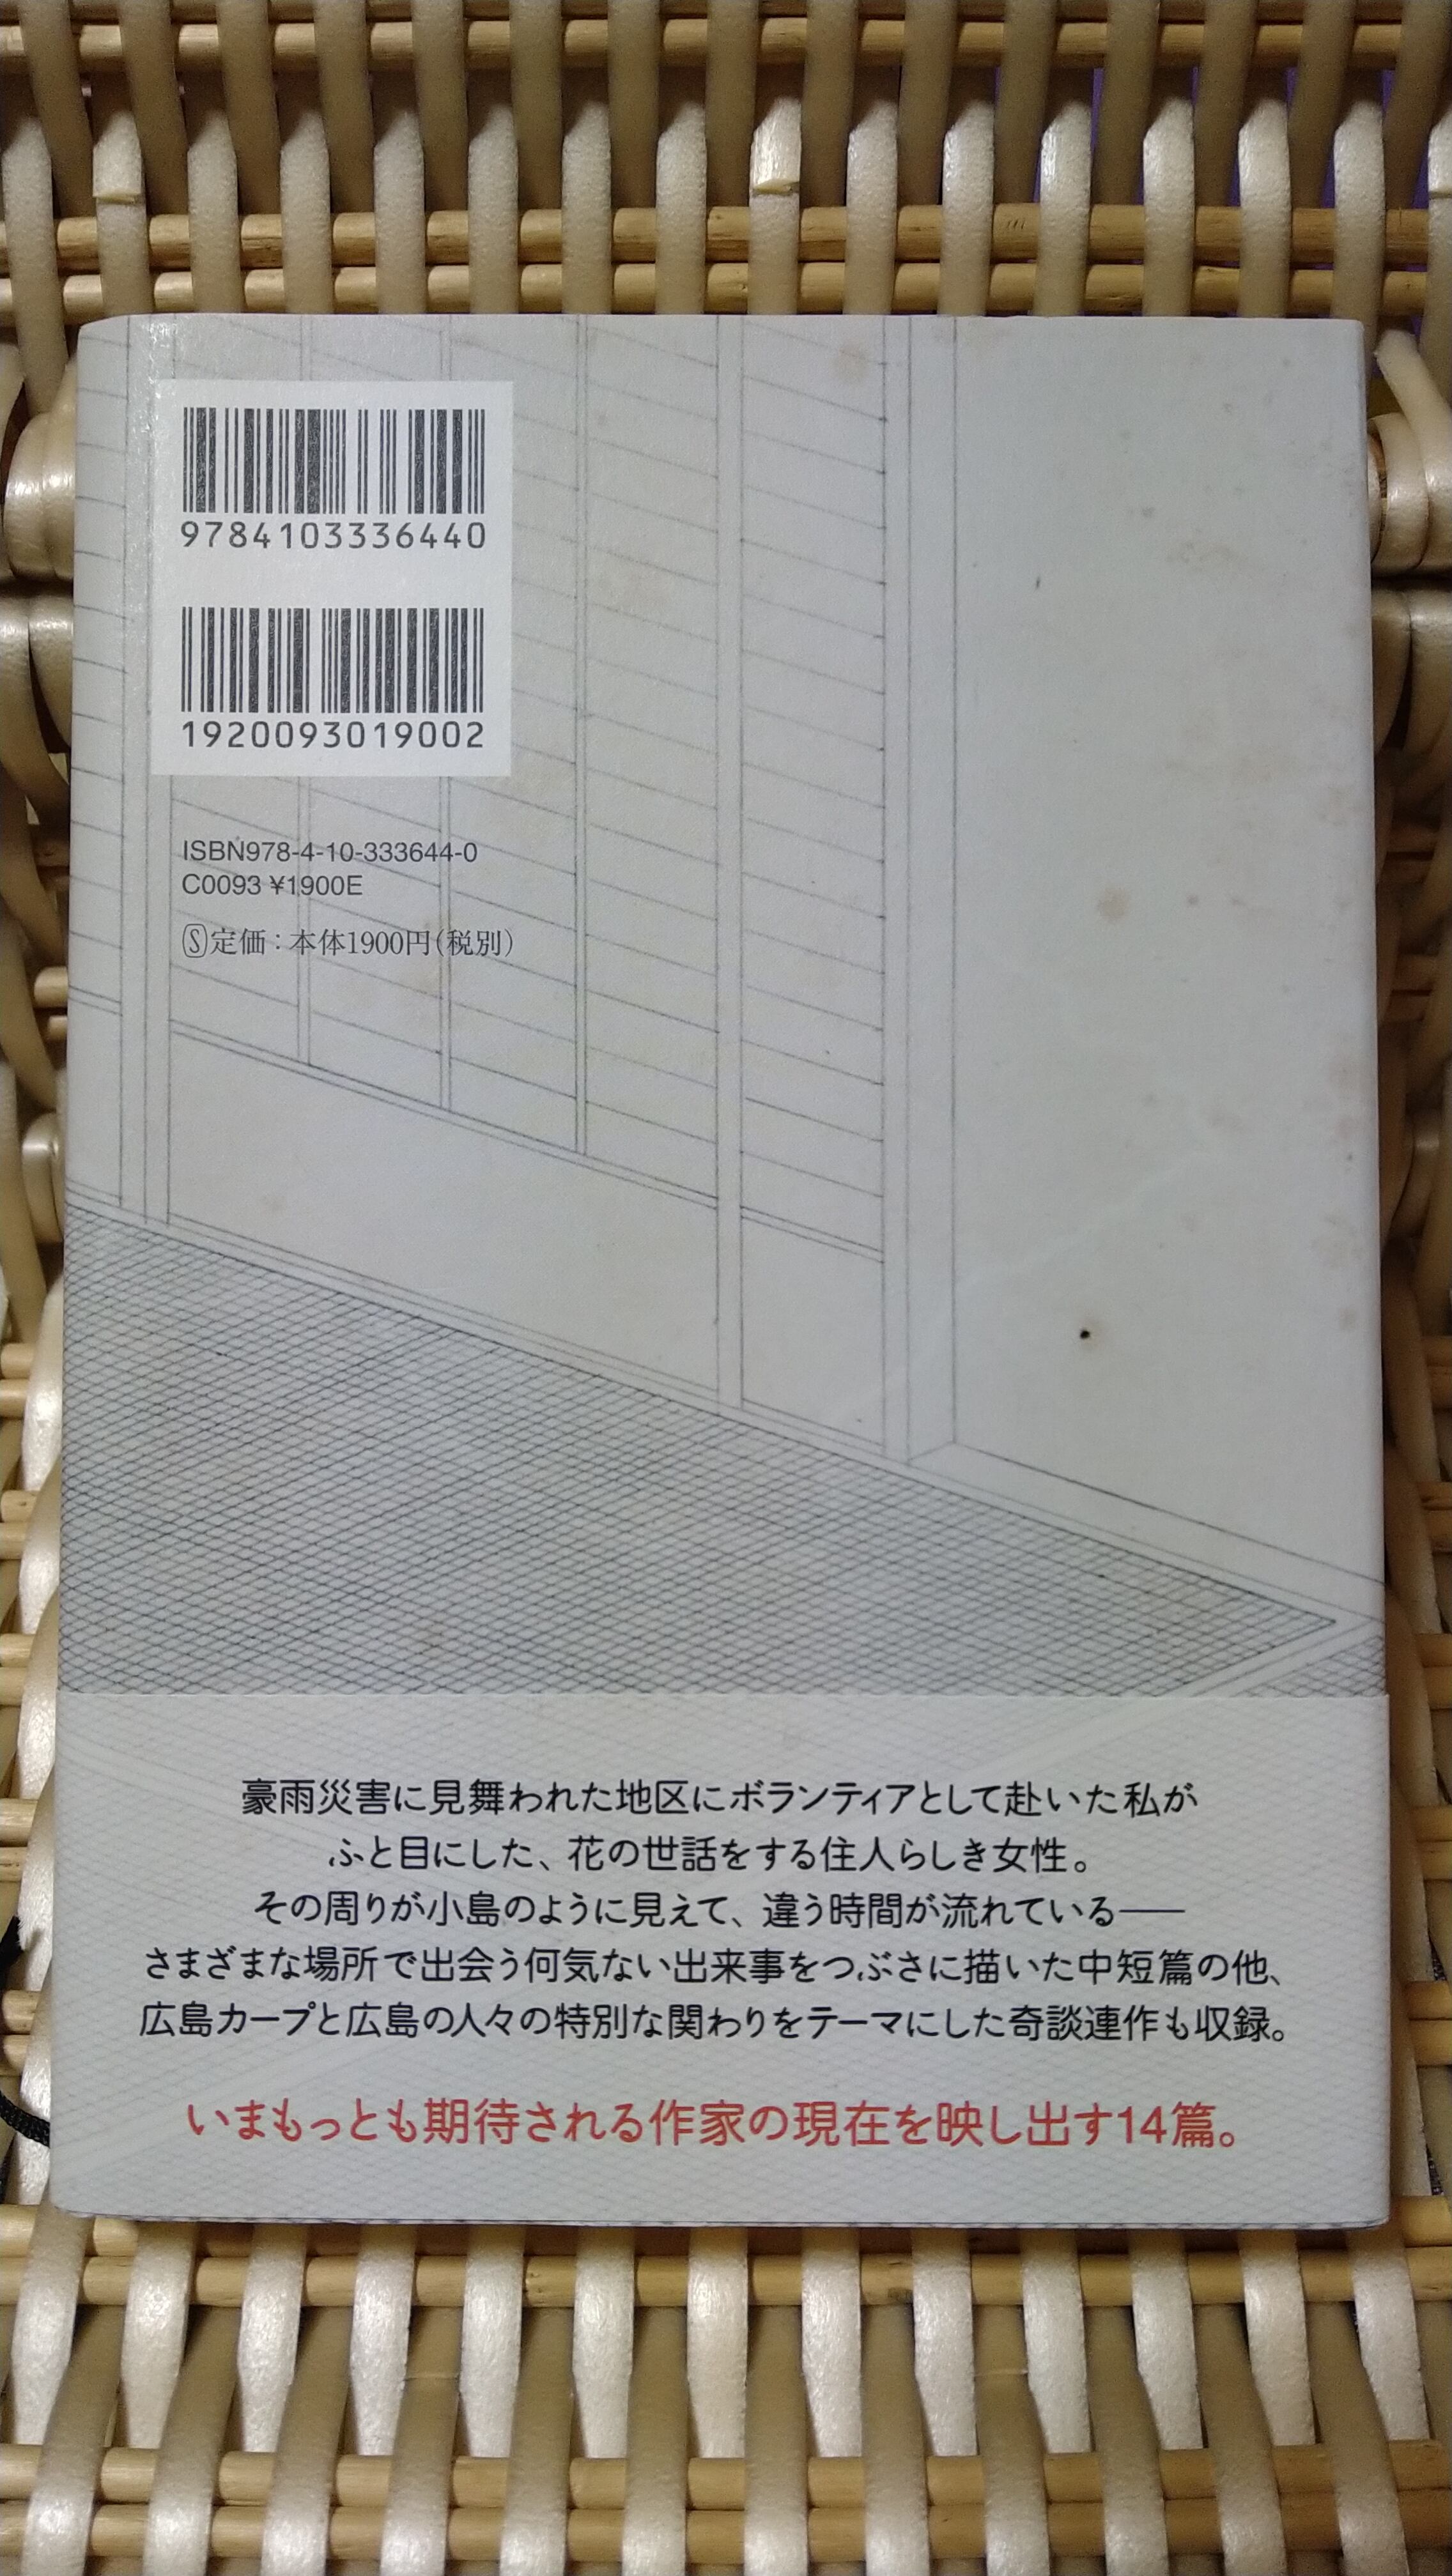 9784103336440
1920093019002
ISBN978-4-10-333644-0
C0093 ¥1900E
Ⓢ定価：本体1900円（税別）
豪雨災害に見舞われた地区にボランティアとして赴いた私が
ふと目にした、花の世話をする住人らしき女性。
その周りが小島のように見えて、違う時間が流れている――
さまざまな場所で出会う何気ない出来事をつぶさに描いた中短篇の他、
広島カープと広島の人々の特別な関わりをテーマにした奇談連作も収録。
いまもっとも期待される作家の現在を映し出す14篇。